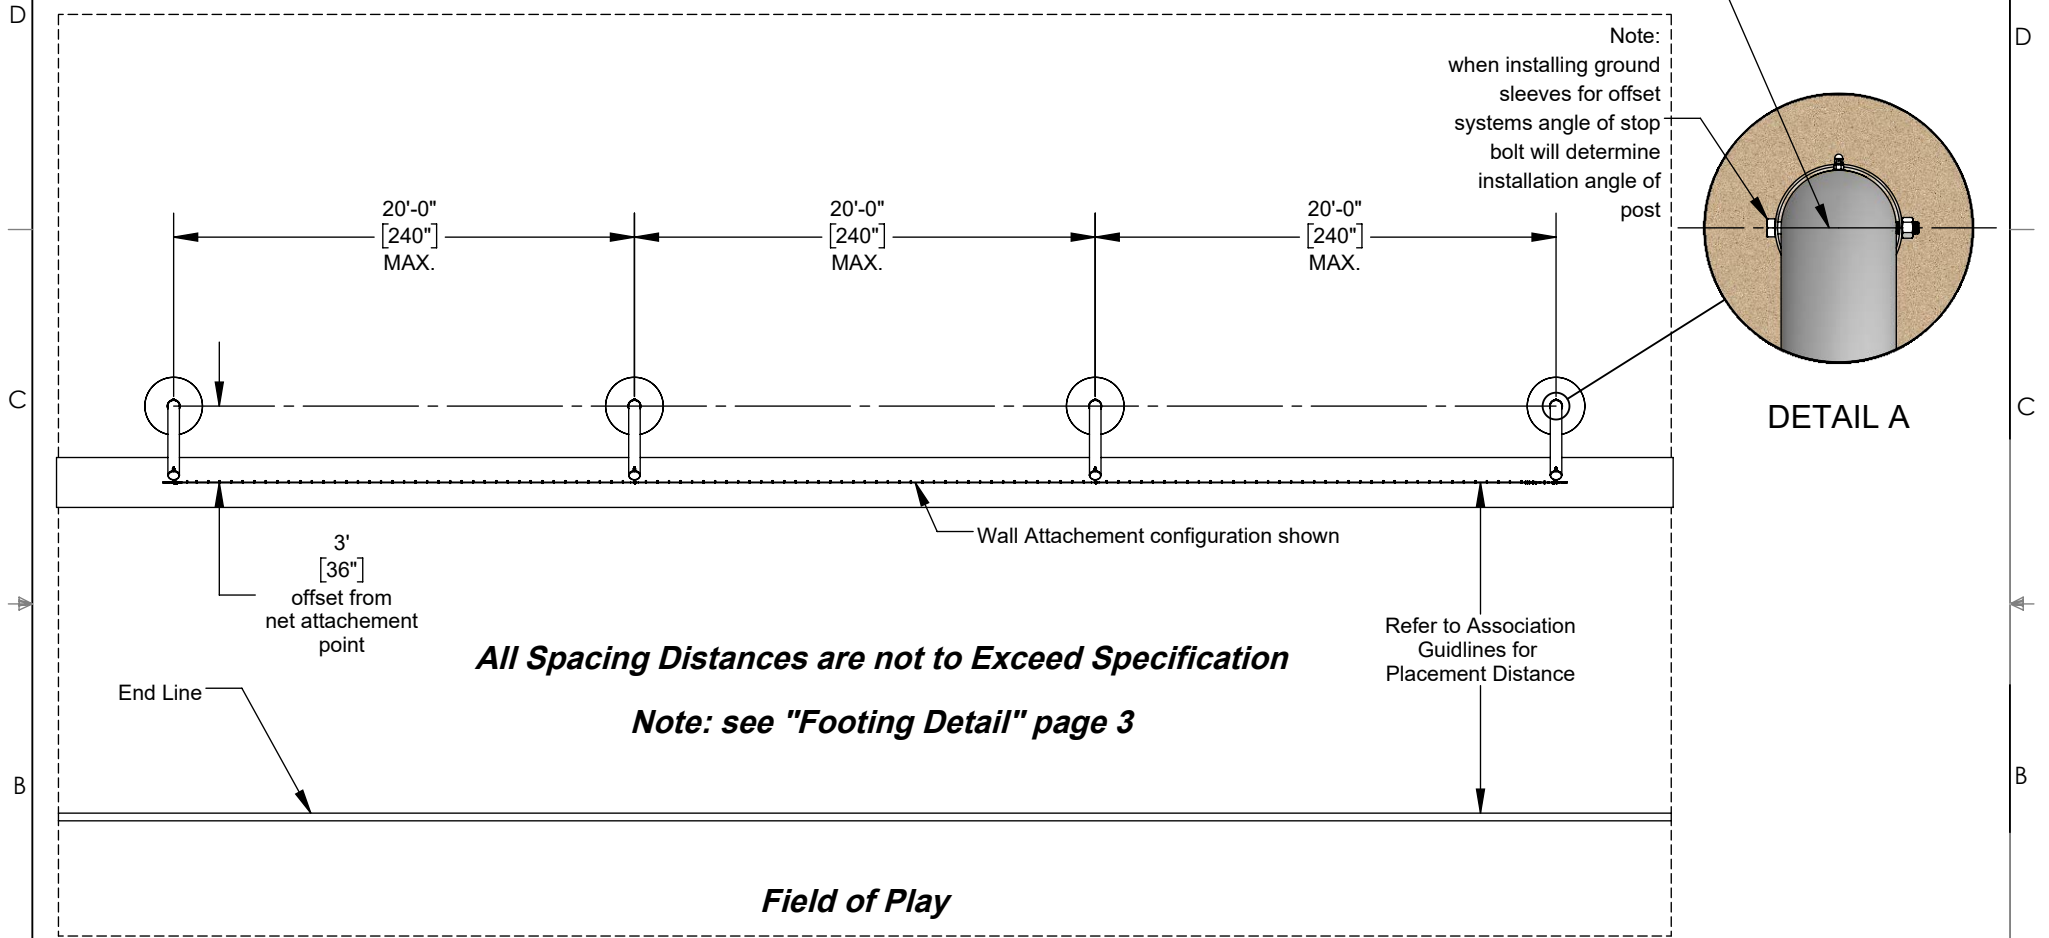 D
D
Note:
when installing ground
sleeves for offset
systems angle of stop
bolt will determine
installation angle of
post
20'-0"
[240"]
MAX.
20'-0"
[240"]
MAX.
20'-0"
[240"]
MAX.
C
C
DETAIL A
Wall Attachement configuration shown
3'
[36"]
offset from
net attachement
point
Refer to Association
Guidlines for
Placement Distance
All Spacing Distances are not to Exceed Specification
Note: see "Footing Detail" page 3
End Line
B
B
Field of Play